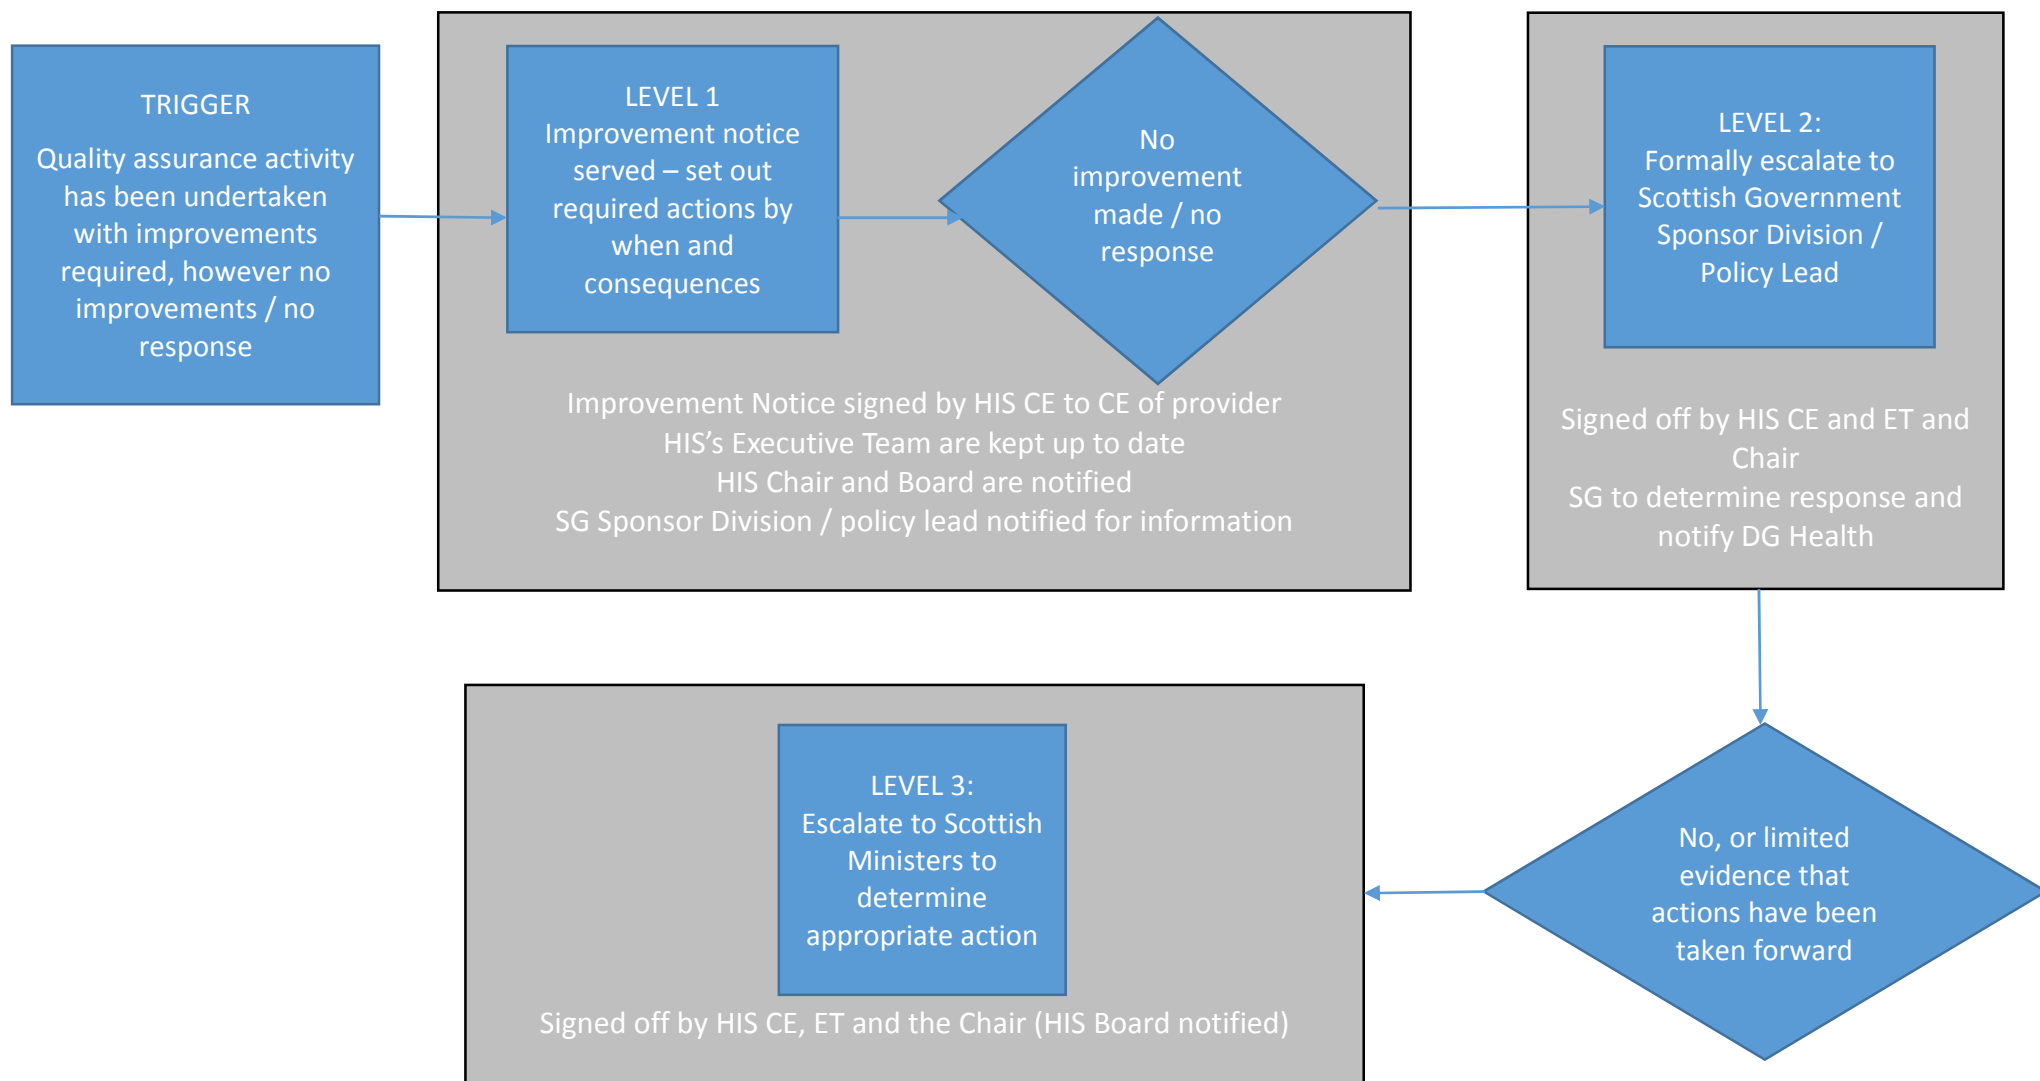 TRIGGER
Quality assurance activity
has been undertaken
with improvements
required, however no
improvements / no
response
LEVEL 1
Improvement notice
served – set out
required actions by
when and
consequences
No
improvement
made / no
response
Improvement Notice signed by HIS CE to CE of provider
HIS’s Executive Team are kept up to date
HIS Chair and Board are notified
SG Sponsor Division / policy lead notified for information
LEVEL 2:
Formally escalate to
Scottish Government
Sponsor Division /
Policy Lead
Signed off by HIS CE and ET and
Chair
SG to determine response and
notify DG Health
No, or limited
evidence that
actions have been
taken forward
LEVEL 3:
Escalate to Scottish
Ministers to
determine
appropriate action
Signed off by HIS CE, ET and the Chair (HIS Board notified)